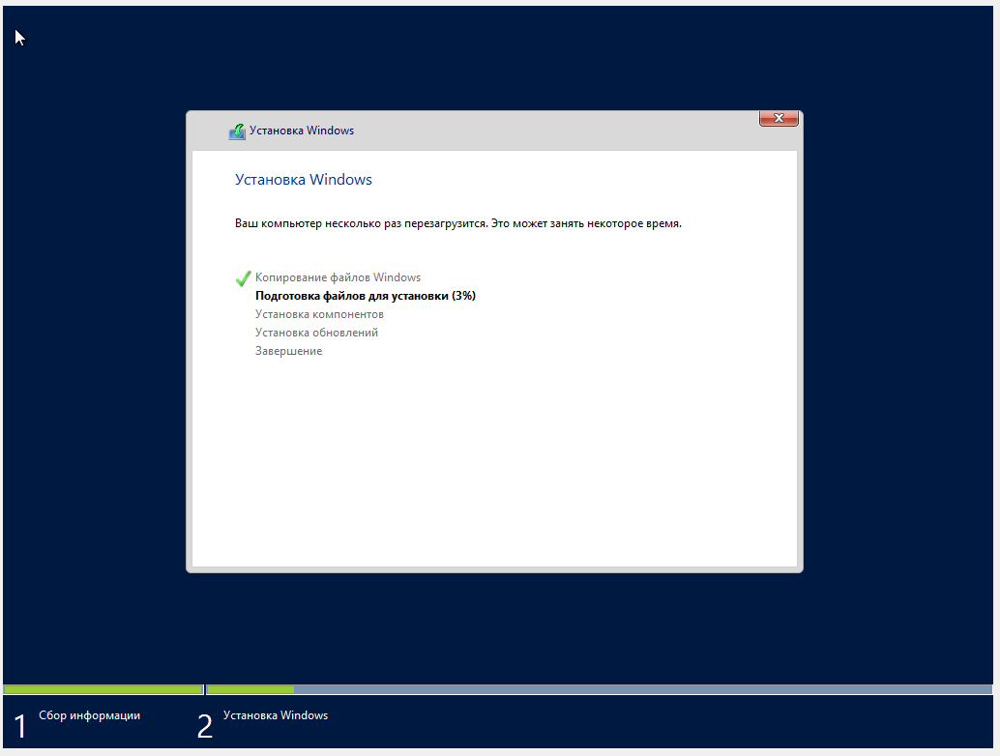 Установка Windows
Установка Windows
Ваш компьютер несколько раз перезагрузится. Это может занять некоторое время.
Копирование файлов Windows
Подготовка файлов для установки (3%)
Установка компонентов
Установка обновлений
Завершение
1 Сбор информации
2 Установка Windows